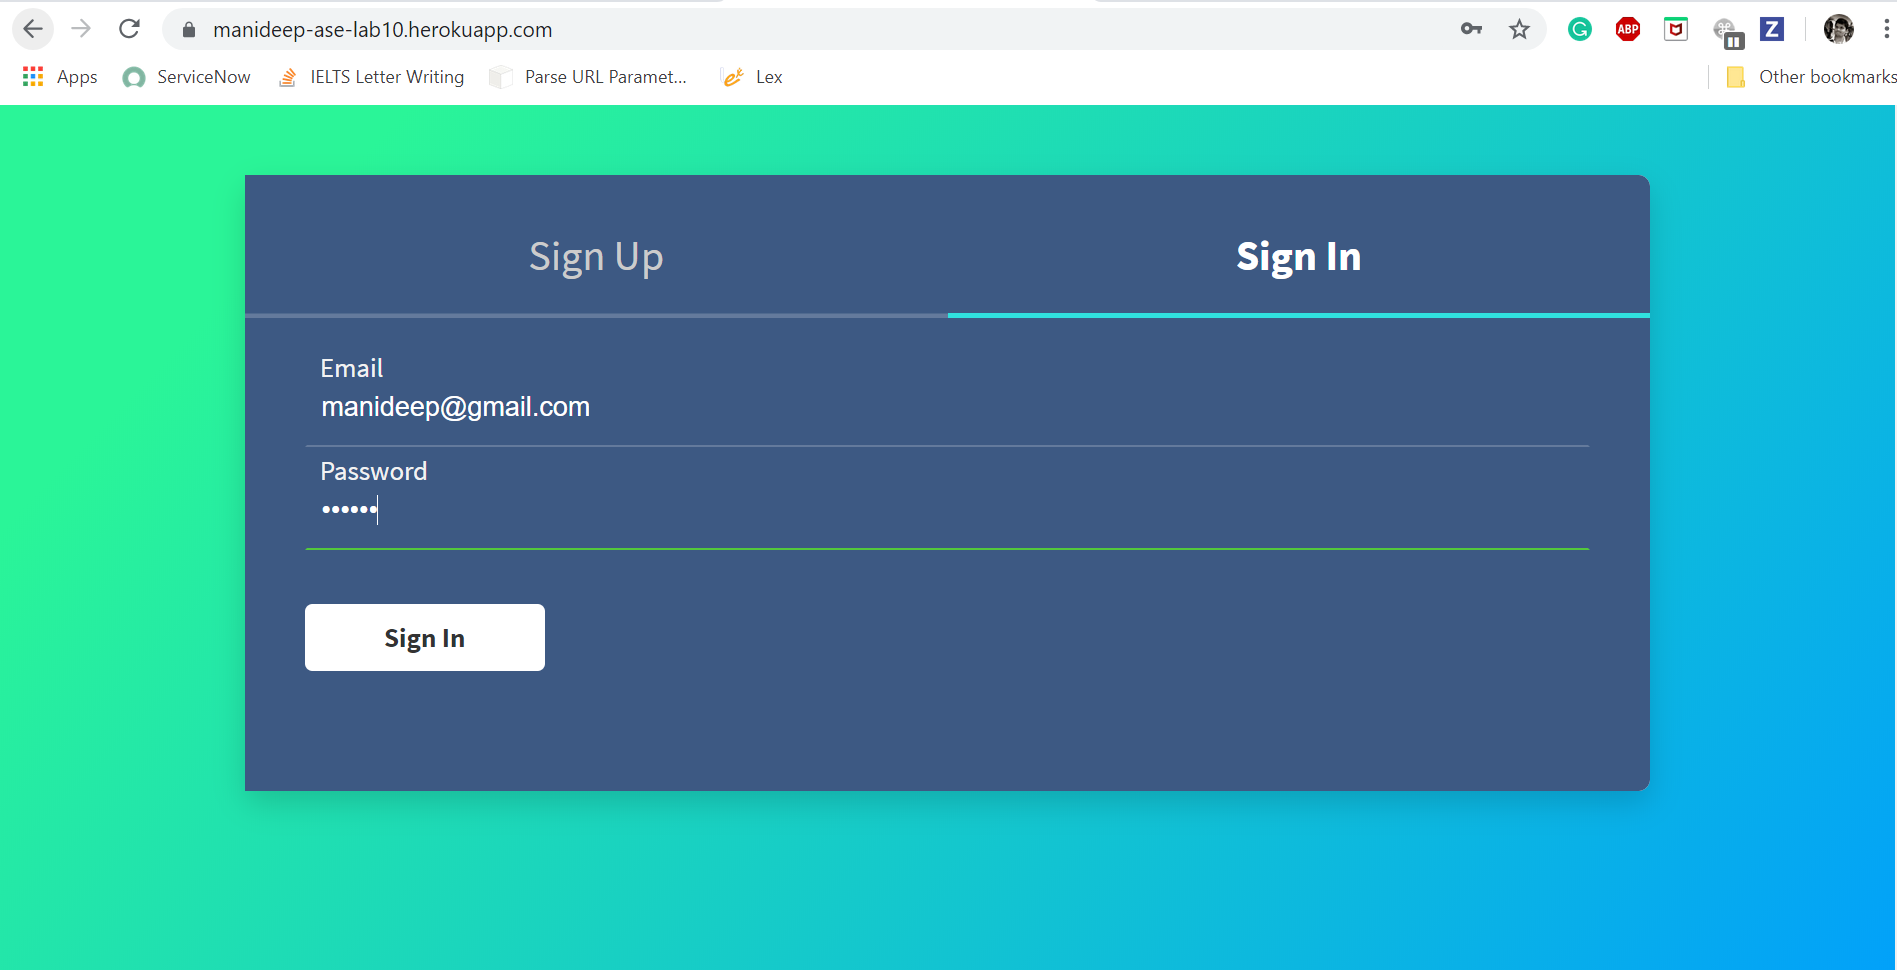 manideep-ase-lab10.herokuapp.com
ABP
Z
Apps ServiceNow IELTS Letter Writing Parse URL Paramet... Lex Other bookmarks
Sign Up Sign In
Email
manideep@gmail.com
Password
••••••
Sign In